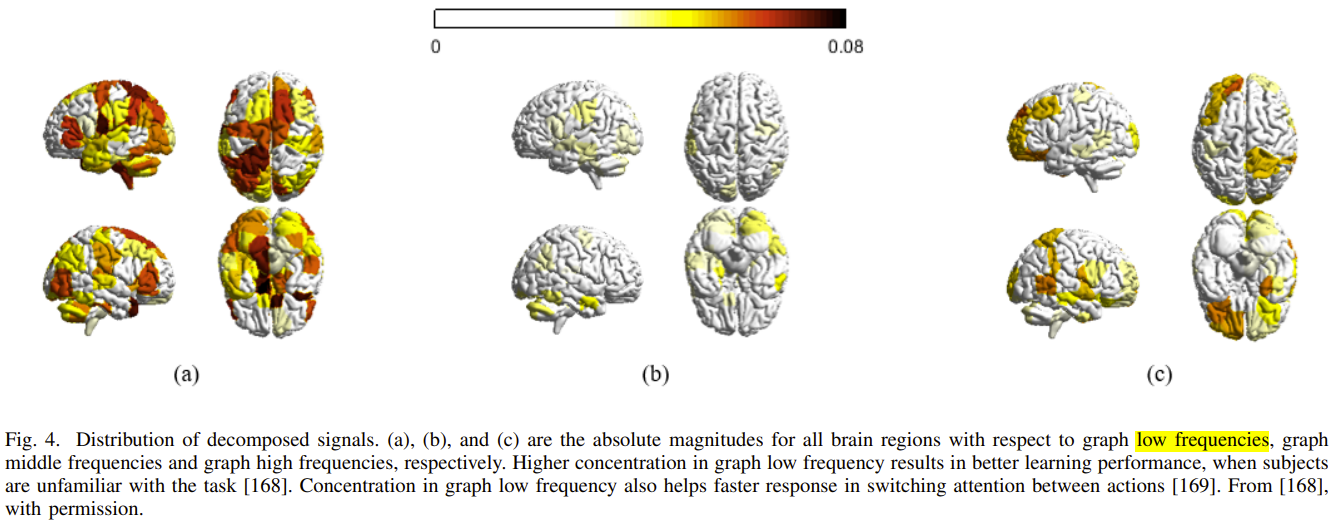 0 0.08
(a) (b) (c)
Fig. 4. Distribution of decomposed signals. (a), (b), and (c) are the absolute magnitudes for all brain regions with respect to graph low frequencies, graph
middle frequencies and graph high frequencies, respectively. Higher concentration in graph low frequency results in better learning performance, when subjects
are unfamiliar with the task [168]. Concentration in graph low frequency also helps faster response in switching attention between actions [169]. From [168],
with permission.